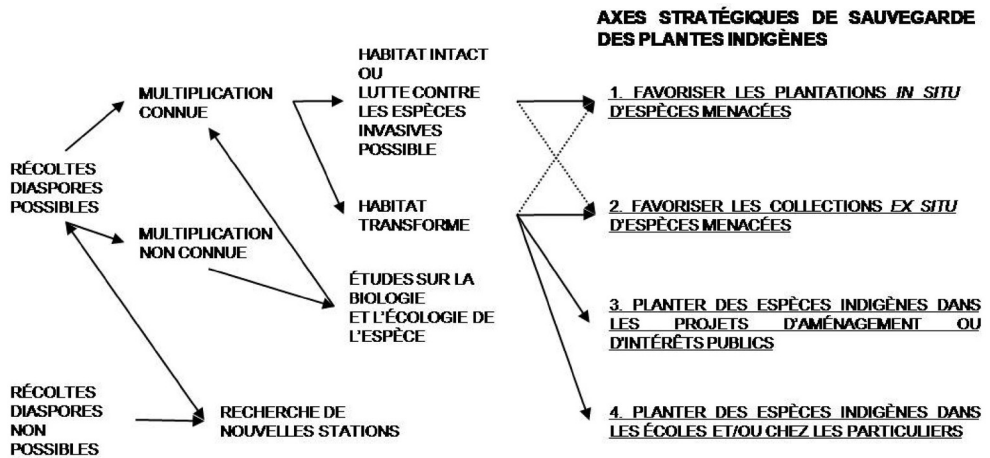 AXES STRATÉGIQUES DE SAUVEGARDE
DES PLANTES INDIGÈNES
RÉCOLTES
DIASPORES
POSSIBLES
MULTIPLICATION
CONNUE
MULTIPLICATION
NON CONNUE
HABITAT INTACT
OU
LUTTE CONTRE
LES ESPÈCES
INVASIVES
POSSIBLE
HABITAT
TRANSFORME
ÉTUDES SUR LA
BIOLOGIE
ET L'ÉCOLOGIE DE
L'ESPÈCE
1. FAVORISER LES PLANTATIONS IN SITU
D'ESPÈCES MENACÉES
2. FAVORISER LES COLLECTIONS EX SITU
D'ESPÈCES MENACÉES
3. PLANTER DES ESPÈCES INDIGÈNES DANS
LES PROJETS D'AMÉNAGEMENT OU
D'INTÉRÊTS PUBLICS
4. PLANTER DES ESPÈCES INDIGÈNES DANS
LES ÉCOLES ET/OU CHEZ LES PARTICULIERS
RÉCOLTES
DIASPORES
NON
POSSIBLES
RECHERCHE DE
NOUVELLES STATIONS